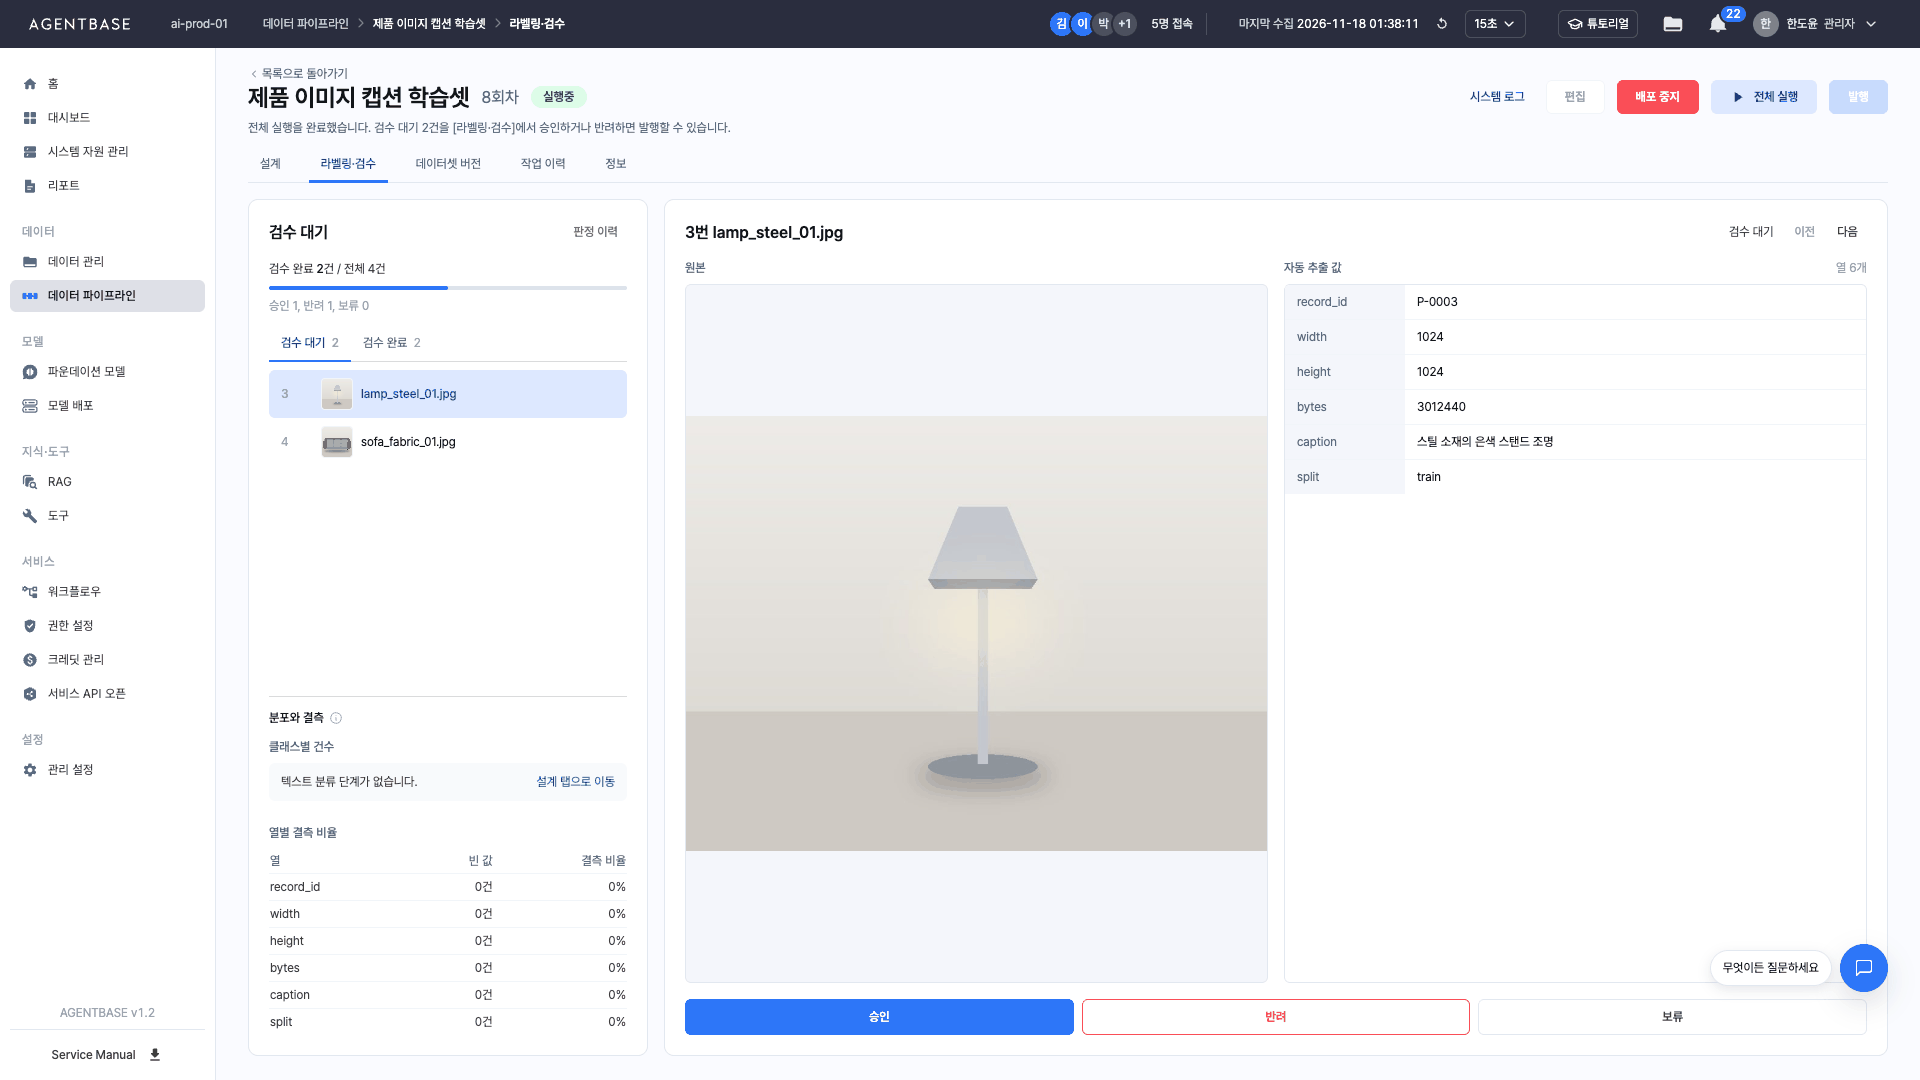 AGENTBASE
ai-prod-01
데이터 파이프라인 > 제품 이미지 캡션 학습셋 > 라벨링·검수
김 이 박 +1 5명 접속
마지막 수집 2026-11-18 01:38:11
15초
튜토리얼
22
한 한도윤 관리자
홈
대시보드
시스템 자원 관리
리포트
데이터
데이터 관리
데이터 파이프라인
모델
파운데이션 모델
모델 배포
지식·도구
RAG
도구
서비스
워크플로우
권한 설정
크레딧 관리
서비스 API 오픈
설정
관리 설정
AGENTBASE v1.2
Service Manual
목록으로 돌아가기
제품 이미지 캡션 학습셋 8회차 실행중
전체 실행을 완료했습니다. 검수 대기 2건을 [라벨링·검수]에서 승인하거나 반려하면 발행할 수 있습니다.
시스템 로그
편집
배포 중지
전체 실행
발행
설계
라벨링·검수
데이터셋 버전
작업 이력
정보
검수 대기
판정 이력
검수 완료 2건 / 전체 4건
승인 1, 반려 1, 보류 0
검수 대기 2
검수 완료 2
3 lamp_steel_01.jpg
4 sofa_fabric_01.jpg
분포와 결측
클래스별 건수
텍스트 분류 단계가 없습니다.
설계 탭으로 이동
열별 결측 비율
열 빈 값 결측 비율
record_id 0건 0%
width 0건 0%
height 0건 0%
bytes 0건 0%
caption 0건 0%
split 0건 0%
3번 lamp_steel_01.jpg
검수 대기
이전
다음
원본
자동 추출 값
열 6개
record_id P-0003
width 1024
height 1024
bytes 3012440
caption 스틸 소재의 은색 스탠드 조명
split train
무엇이든 질문하세요
승인
반려
보류